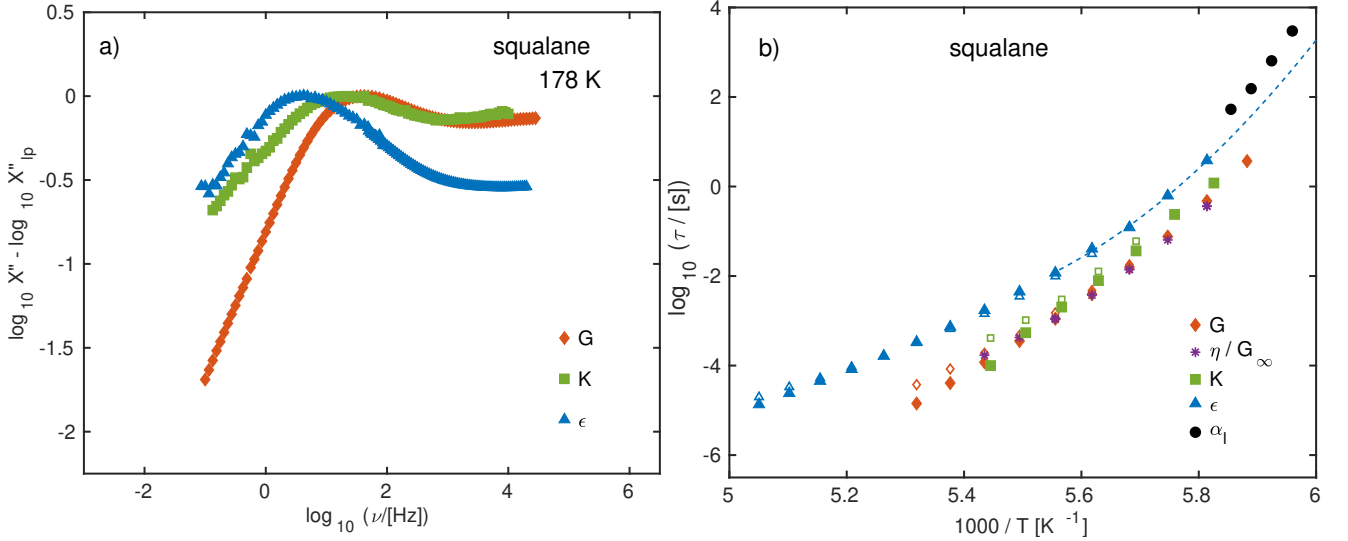 a)
squalane
178 K
0.5
0
-0.5
-1
-1.5
-2
log 10 X'' - log 10 X'' lp
G
K
ϵ
-2 0 2 4 6
log 10 (ν/[Hz])
b)
squalane
4
2
0
-2
-4
-6
log 10 (τ / [s])
G
η / G ∞
K
ϵ
α l
5 5.2 5.4 5.6 5.8 6
1000 / T [K -1]